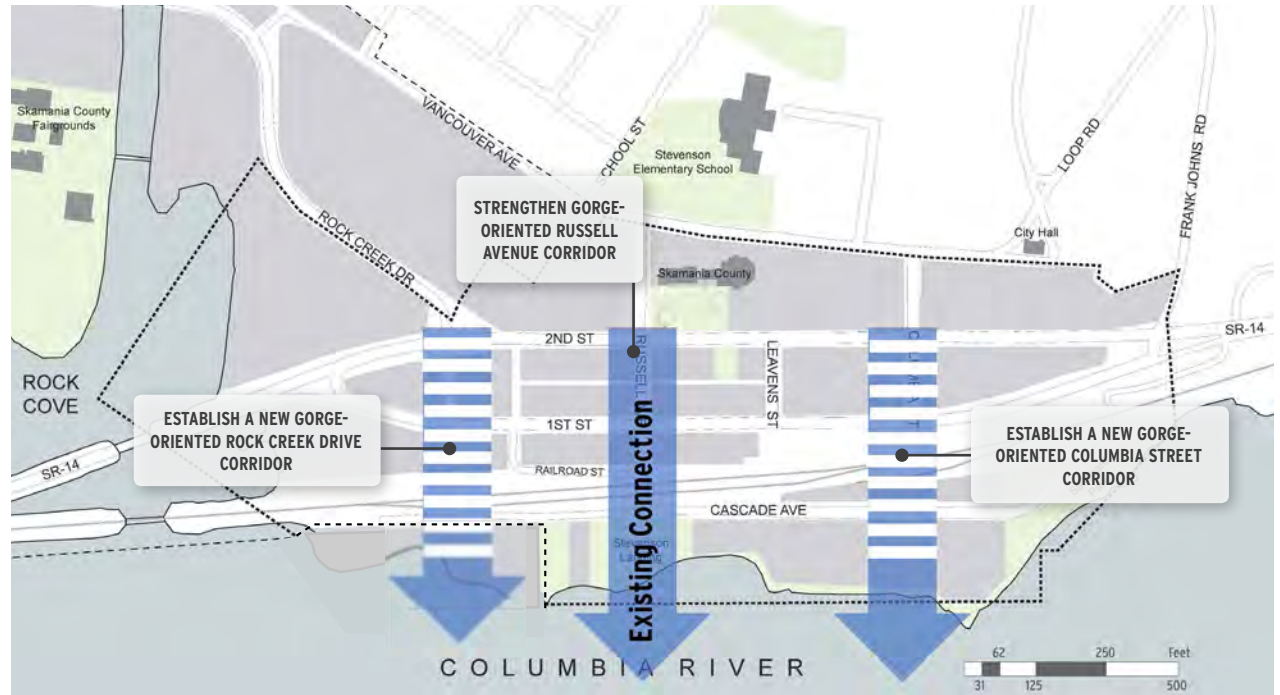 Skamania County
Fairgrounds
VANCOUVER AVE
SCHOOL ST
Stevenson
Elementary School
LOOP RD
FRANK JOHNS RD
City Hall
STRENGTHEN GORGE-
ORIENTED RUSSELL
AVENUE CORRIDOR
ROCK CREEK DR
Skamania County
2ND ST
SR-14
RUSSELL
LEAVENS ST
ROCK
COVE
ESTABLISH A NEW GORGE-
ORIENTED ROCK CREEK DRIVE
CORRIDOR
1ST ST
ESTABLISH A NEW GORGE-
ORIENTED COLUMBIA STREET
CORRIDOR
SR-14
RAILROAD ST
CASCADE AVE
Existing Connection
Stevenson
COLUMBIA RIVER
62 250 Feet
31 125 500